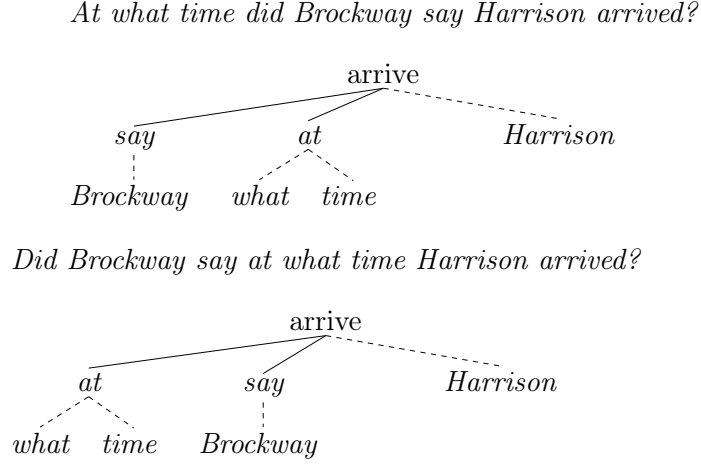 At what time did Brockway say Harrison arrived?
arrive
say at Harrison
Brockway what time
Did Brockway say at what time Harrison arrived?
arrive
at say Harrison
what time Brockway